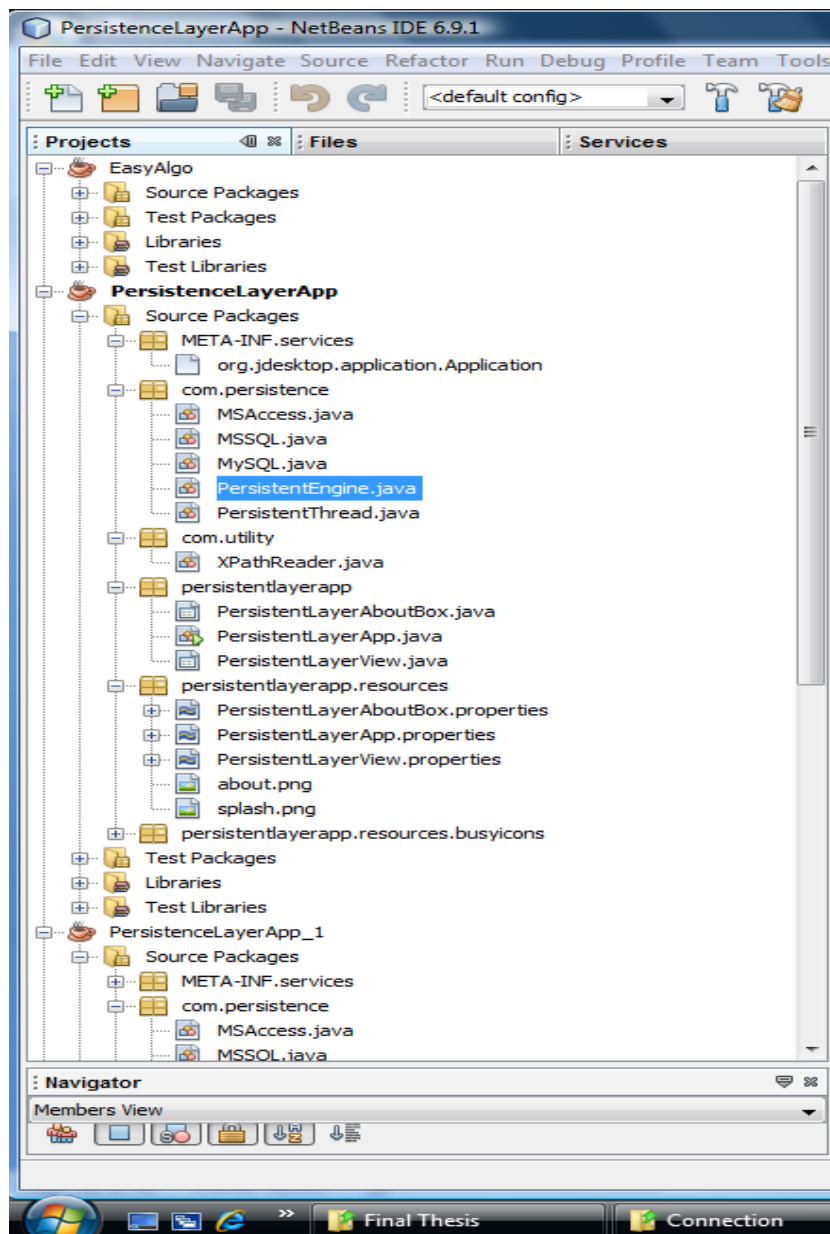 PersistenceLayerApp - NetBeans IDE 6.9.1
File Edit View Navigate Source Refactor Run Debug Profile Team Tools
<default config>
Projects Files Services
EasyAlgo
Source Packages
Test Packages
Libraries
Test Libraries
PersistenceLayerApp
Source Packages
META-INF.services
org.jdesktop.application.Application
com.persistence
MSAccess.java
MSSQL.java
MySQL.java
PersistentEngine.java
PersistentThread.java
com.utility
XPathReader.java
persistentlayerapp
PersistentLayerAboutBox.java
PersistentLayerApp.java
PersistentLayerView.java
persistentlayerapp.resources
PersistentLayerAboutBox.properties
PersistentLayerApp.properties
PersistentLayerView.properties
about.png
splash.png
persistentlayerapp.resources.busyicons
Test Packages
Libraries
Test Libraries
PersistenceLayerApp_1
Source Packages
META-INF.services
com.persistence
MSAccess.java
MSSQL.java
Navigator
Members View
Final Thesis Connection